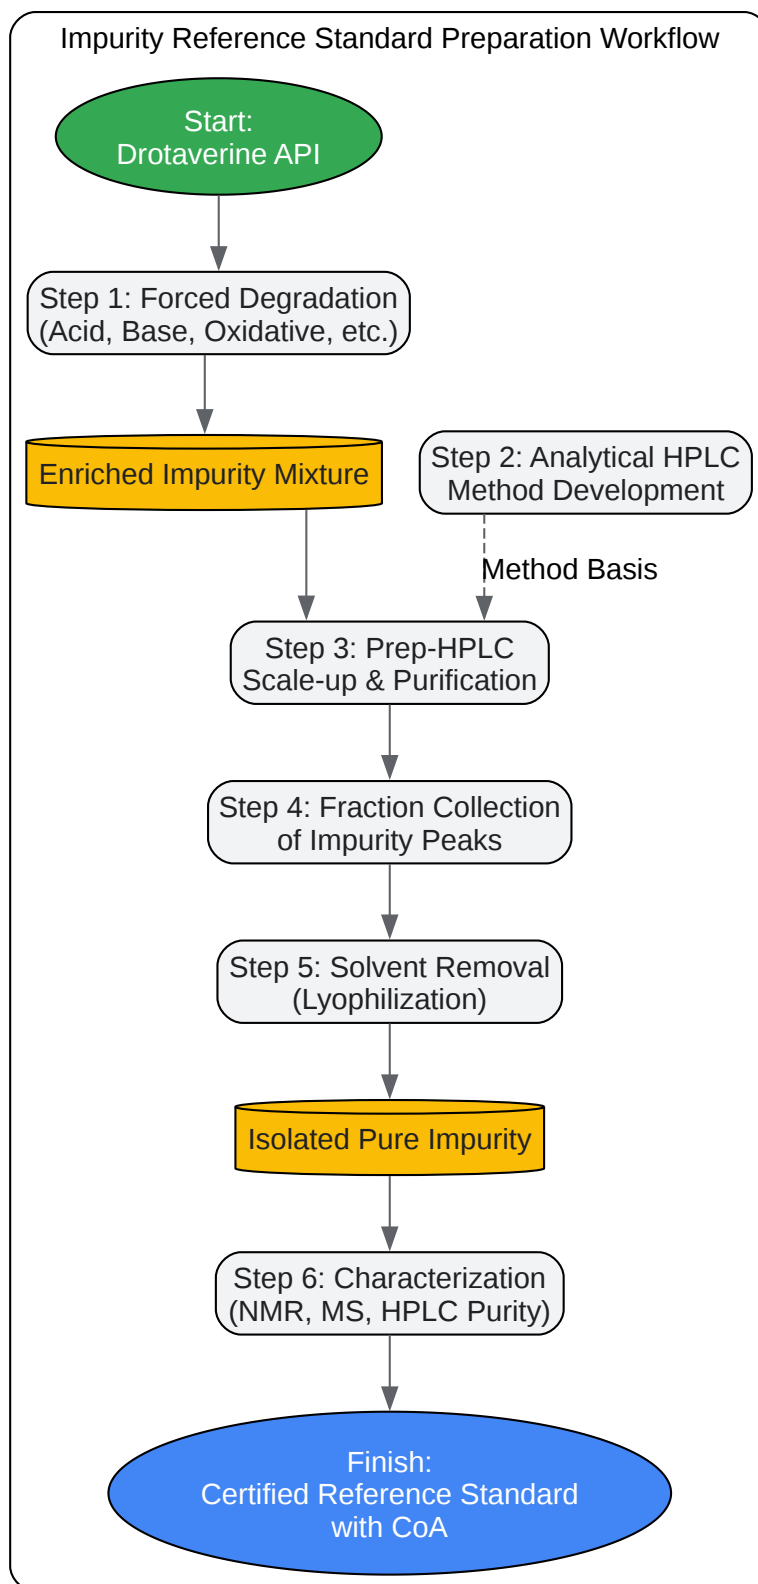 Impurity Reference Standard Preparation Workflow
Start:
Drotaverine API
Step 1: Forced Degradation
(Acid, Base, Oxidative, etc.)
Enriched Impurity Mixture
Step 2: Analytical HPLC
Method Development
Method Basis
Step 3: Prep-HPLC
Scale-up & Purification
Step 4: Fraction Collection
of Impurity Peaks
Step 5: Solvent Removal
(Lyophilization)
Isolated Pure Impurity
Step 6: Characterization
(NMR, MS, HPLC Purity)
Finish:
Certified Reference Standard
with CoA